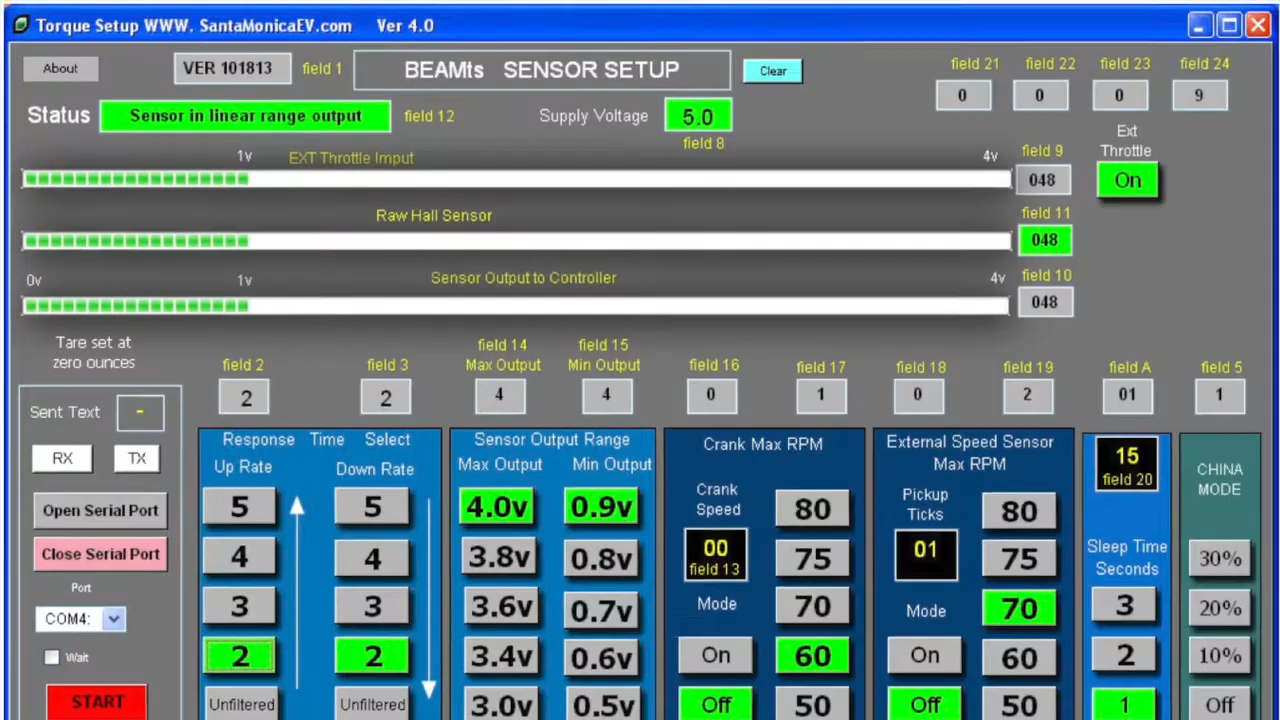 Torque Setup WWW. SantaMonicaEV.com Ver 4.0
About VER 101813 field 1 BEAMts SENSOR SETUP Clear field 21 field 22 field 23 field 24
0 0 0 9
Status Sensor in linear range output field 12 Supply Voltage 5.0
field 8
Ext
Throttle
On
1v EXT Throttle Imput 4v field 9
048
Raw Hall Sensor field 11
048
0v 1v Sensor Output to Controller 4v field 10
048
Tare set at
zero ounces
field 2 field 3 field 14 Max Output field 15 Min Output field 16 field 17 field 18 field 19 field A field 5
2 2 4 4 0 1 0 2 01 1
Sent Text -
RX TX
Open Serial Port
Close Serial Port
Port
COM4:
Wait
START
Response Time Select
Up Rate Down Rate
5 5
4 4
3 3
2 2
Unfiltered Unfiltered
Sensor Output Range
Max Output Min Output
4.0v 0.9v
3.8v 0.8v
3.6v 0.7v
3.4v 0.6v
3.0v 0.5v
Crank Max RPM
Crank
Speed
00
field 13
Mode
On
Off
80
75
70
60
50
External Speed Sensor
Max RPM
Pickup
Ticks
01
Mode
On
Off
80
75
70
60
50
15
field 20
Sleep Time
Seconds
3
2
1
CHINA
MODE
30%
20%
10%
Off